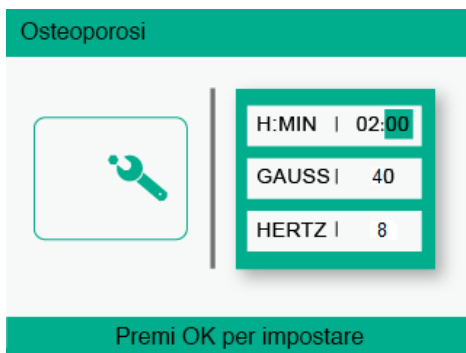 Osteoporosi
H:MIN | 02:00
GAUSS | 40
HERTZ | 8
Premi OK per impostare